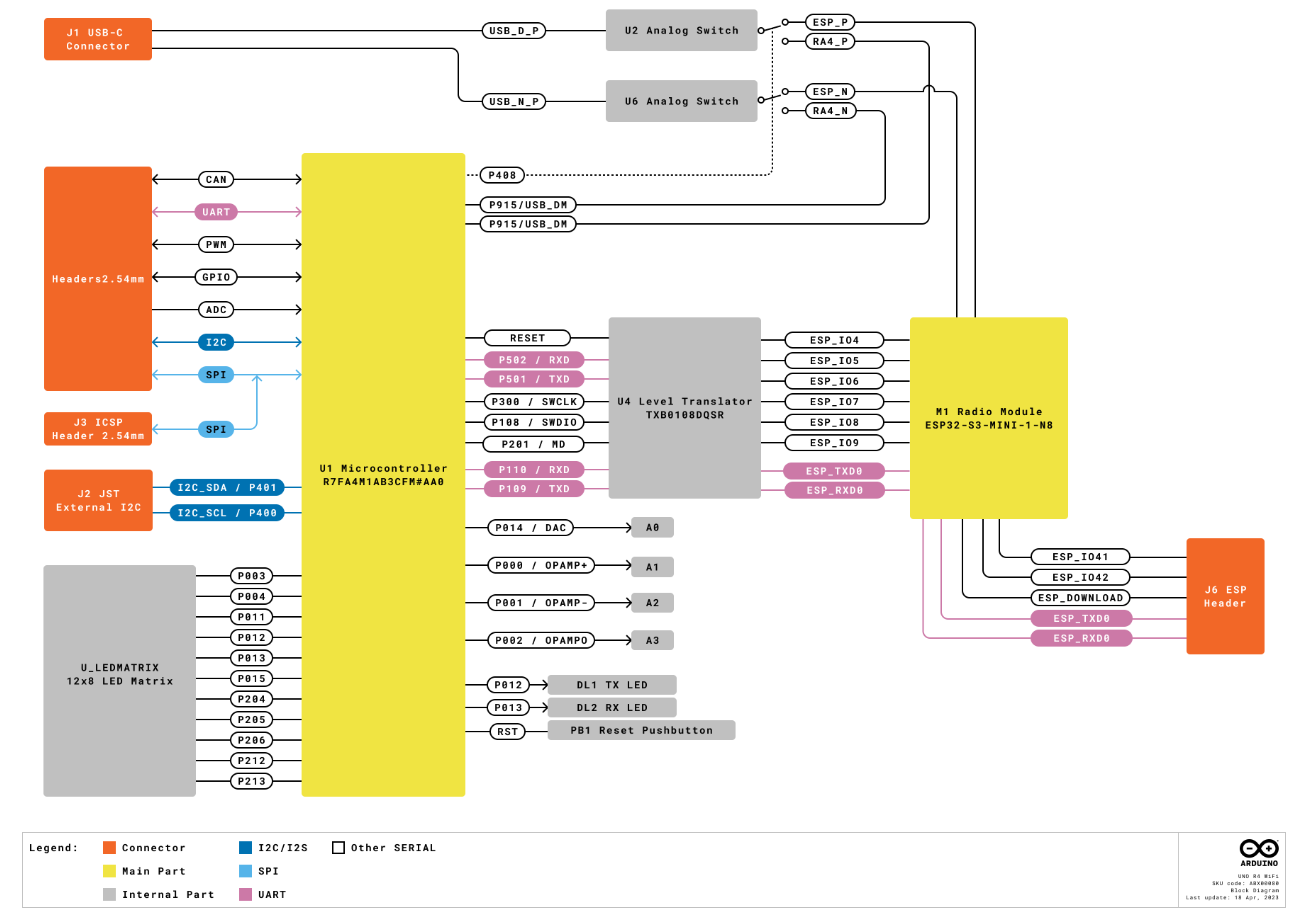 J1 USB-C
Connector
USB_D_P
USB_N_P
U2 Analog Switch
U6 Analog Switch
ESP_P
RA4_P
ESP_N
RA4_N
Headers2.54mm
CAN
UART
PWM
GPIO
ADC
I2C
SPI
J3 ICSP
Header 2.54mm
SPI
J2 JST
External I2C
I2C_SDA / P401
I2C_SCL / P400
U_LEDMATRIX
12x8 LED Matrix
P003
P004
P011
P012
P013
P015
P204
P205
P206
P212
P213
U1 Microcontroller
R7FA4M1AB3CFM#AA0
P408
P915/USB_DM
P915/USB_DM
RESET
P502 / RXD
P501 / TXD
P300 / SWCLK
P108 / SWDIO
P201 / MD
P110 / RXD
P109 / TXD
U4 Level Translator
TXB0108DQSR
ESP_IO4
ESP_IO5
ESP_IO6
ESP_IO7
ESP_IO8
ESP_IO9
ESP_TXD0
ESP_RXD0
M1 Radio Module
ESP32-S3-MINI-1-N8
P014 / DAC
A0
P000 / OPAMP+
A1
P001 / OPAMP-
A2
P002 / OPAMPO
A3
P012
DL1 TX LED
P013
DL2 RX LED
RST
PB1 Reset Pushbutton
ESP_IO41
ESP_IO42
ESP_DOWNLOAD
ESP_TXD0
ESP_RXD0
J6 ESP
Header
Legend:
Connector
Main Part
Internal Part
I2C/I2S
SPI
UART
Other SERIAL
ARDUINO
UNO R4 WiFi
SKU code: ABX00080
Block Diagram
Last update: 18 Apr, 2023